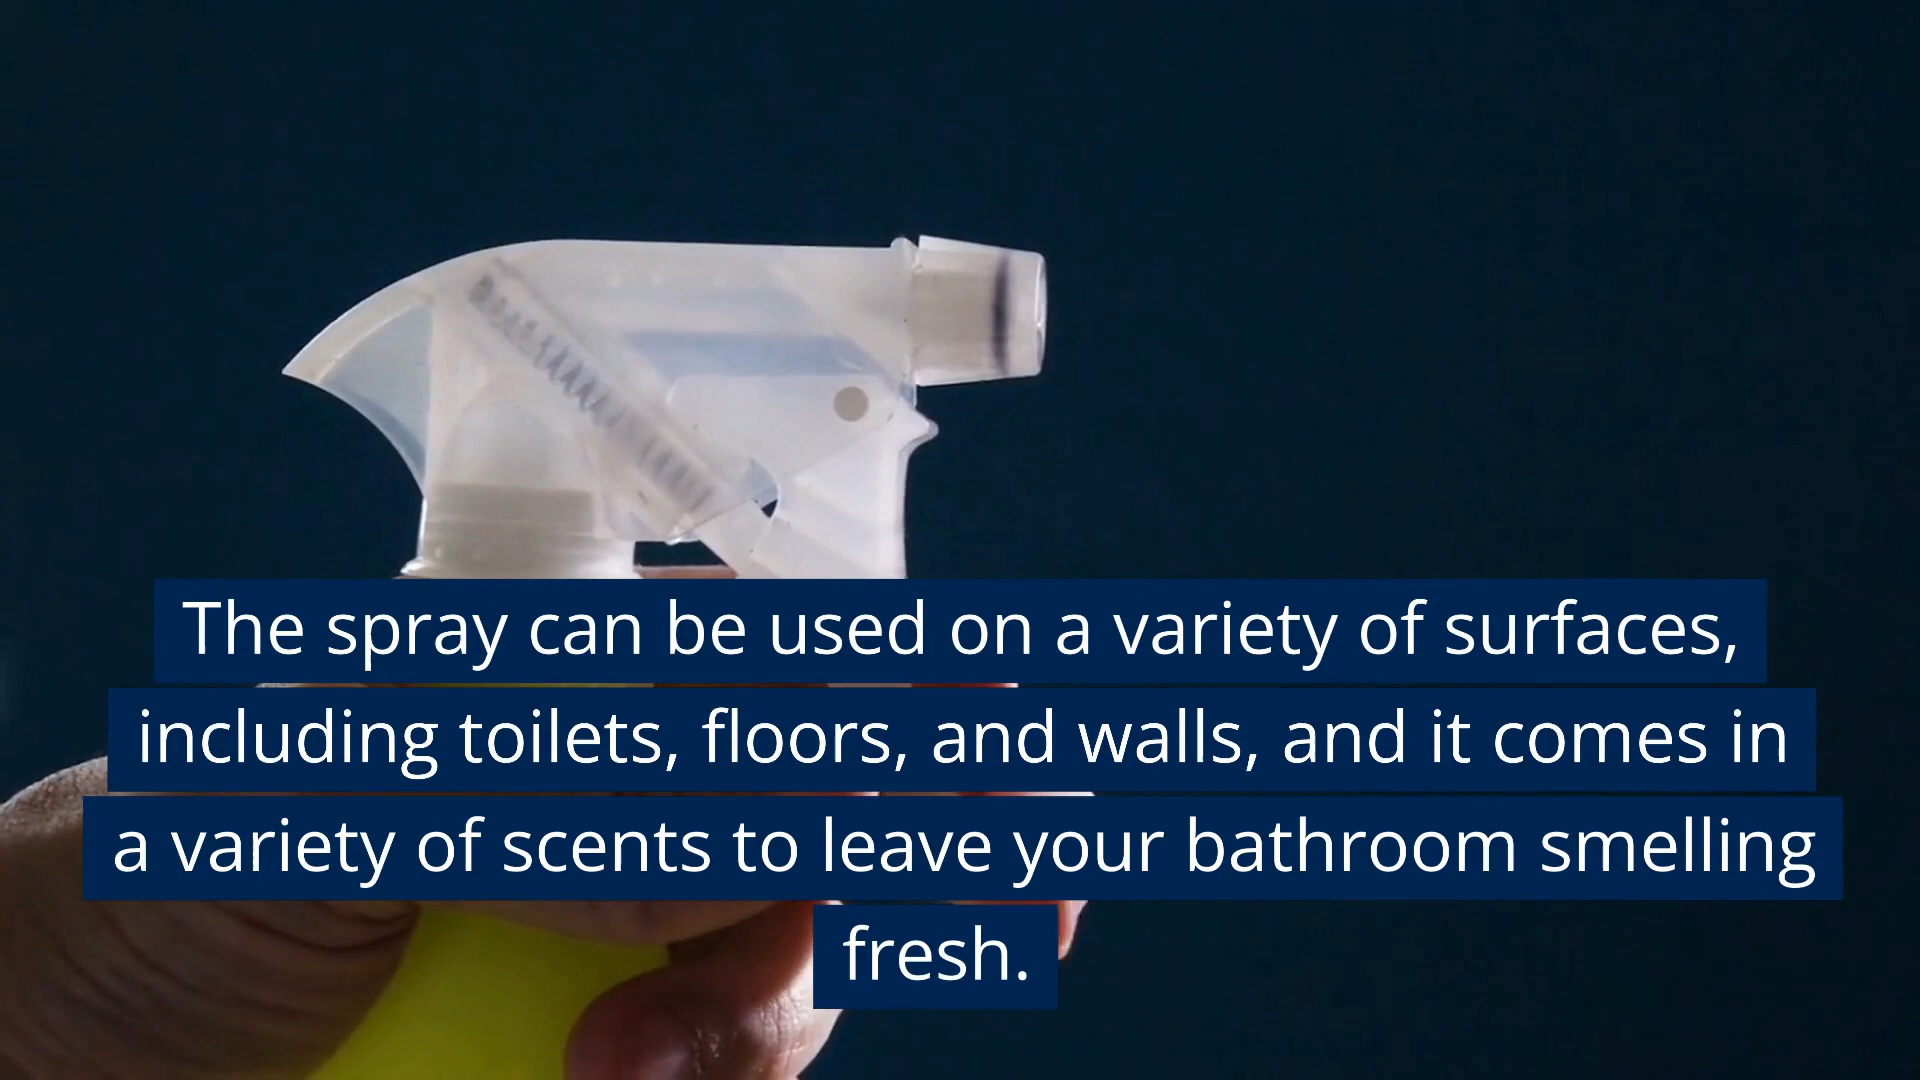 The spray can be used on a variety of surfaces,
including toilets, floors, and walls, and it comes in
a variety of scents to leave your bathroom smelling
fresh.